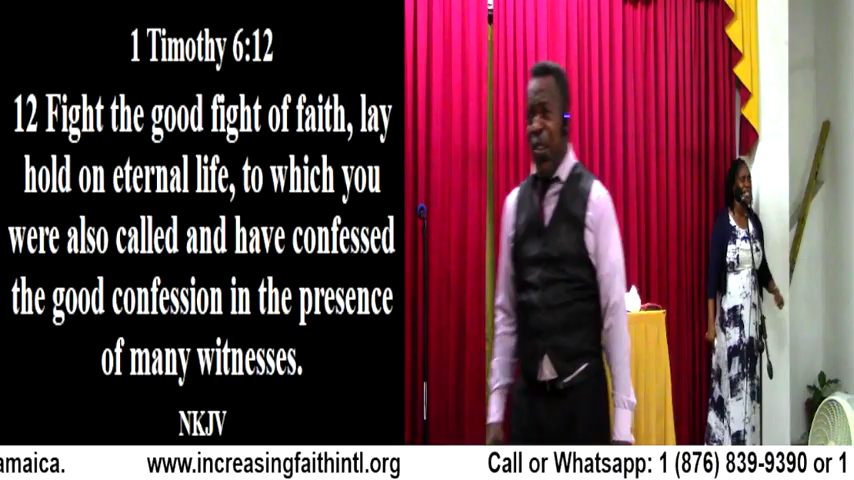 1 Timothy 6:12
12 Fight the good fight of faith, lay
hold on eternal life, to which you
were also called and have confessed
the good confession in the presence
of many witnesses.
NKJV
amaica. www.increasingfaithintl.org Call or Whatsapp: 1 (876) 839-9390 or 1